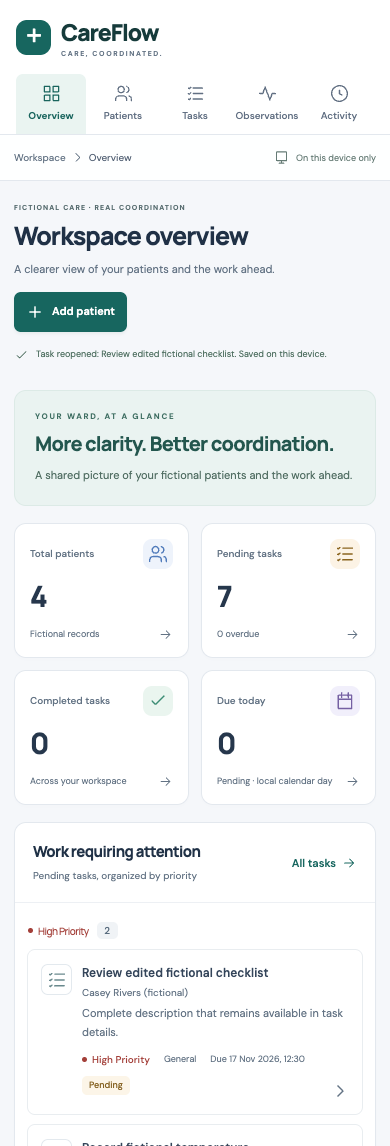 CareFlow
CARE, COORDINATED.
Overview
Patients
Tasks
Observations
Activity
Workspace
Overview
On this device only
FICTIONAL CARE · REAL COORDINATION
Workspace overview
A clearer view of your patients and the work ahead.
Add patient
Task reopened: Review edited fictional checklist. Saved on this device.
YOUR WARD, AT A GLANCE
More clarity. Better coordination.
A shared picture of your fictional patients and the work ahead.
Total patients
4
Fictional records
Pending tasks
7
0 overdue
Completed tasks
0
Across your workspace
Due today
0
Pending · local calendar day
Work requiring attention
Pending tasks, organized by priority
All tasks
High Priority
2
Review edited fictional checklist
Casey Rivers (fictional)
Complete description that remains available in task
details.
High Priority
General
Due 17 Nov 2026, 12:30
Pending